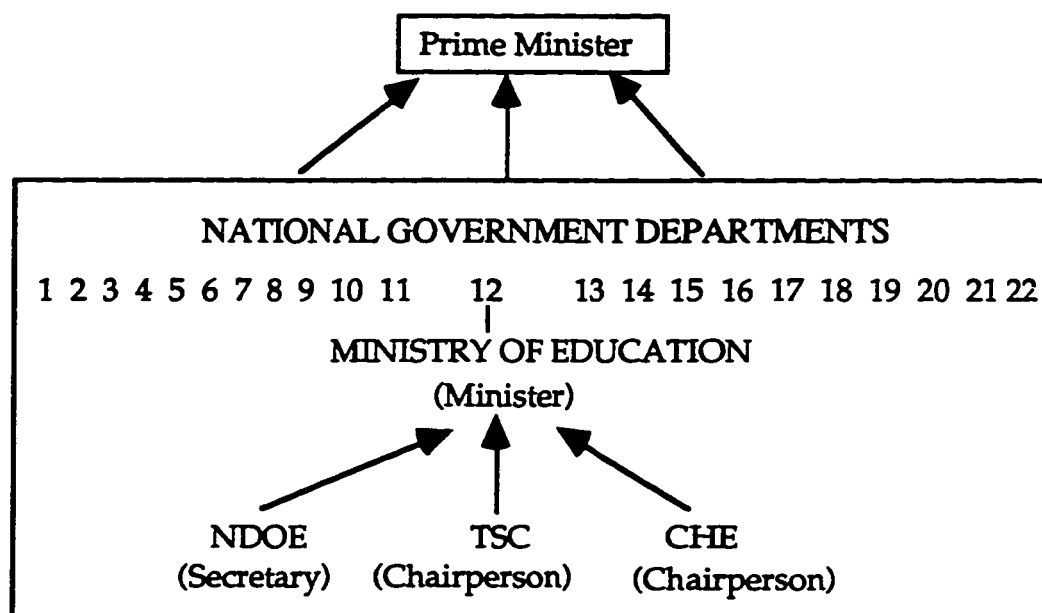 Prime Minister
NATIONAL GOVERNMENT DEPARTMENTS
1 2 3 4 5 6 7 8 9 10 11 12 13 14 15 16 17 18 19 20 21 22
MINISTRY OF EDUCATION
(Minister)
NDOE TSC CHE
(Secretary) (Chairperson) (Chairperson)